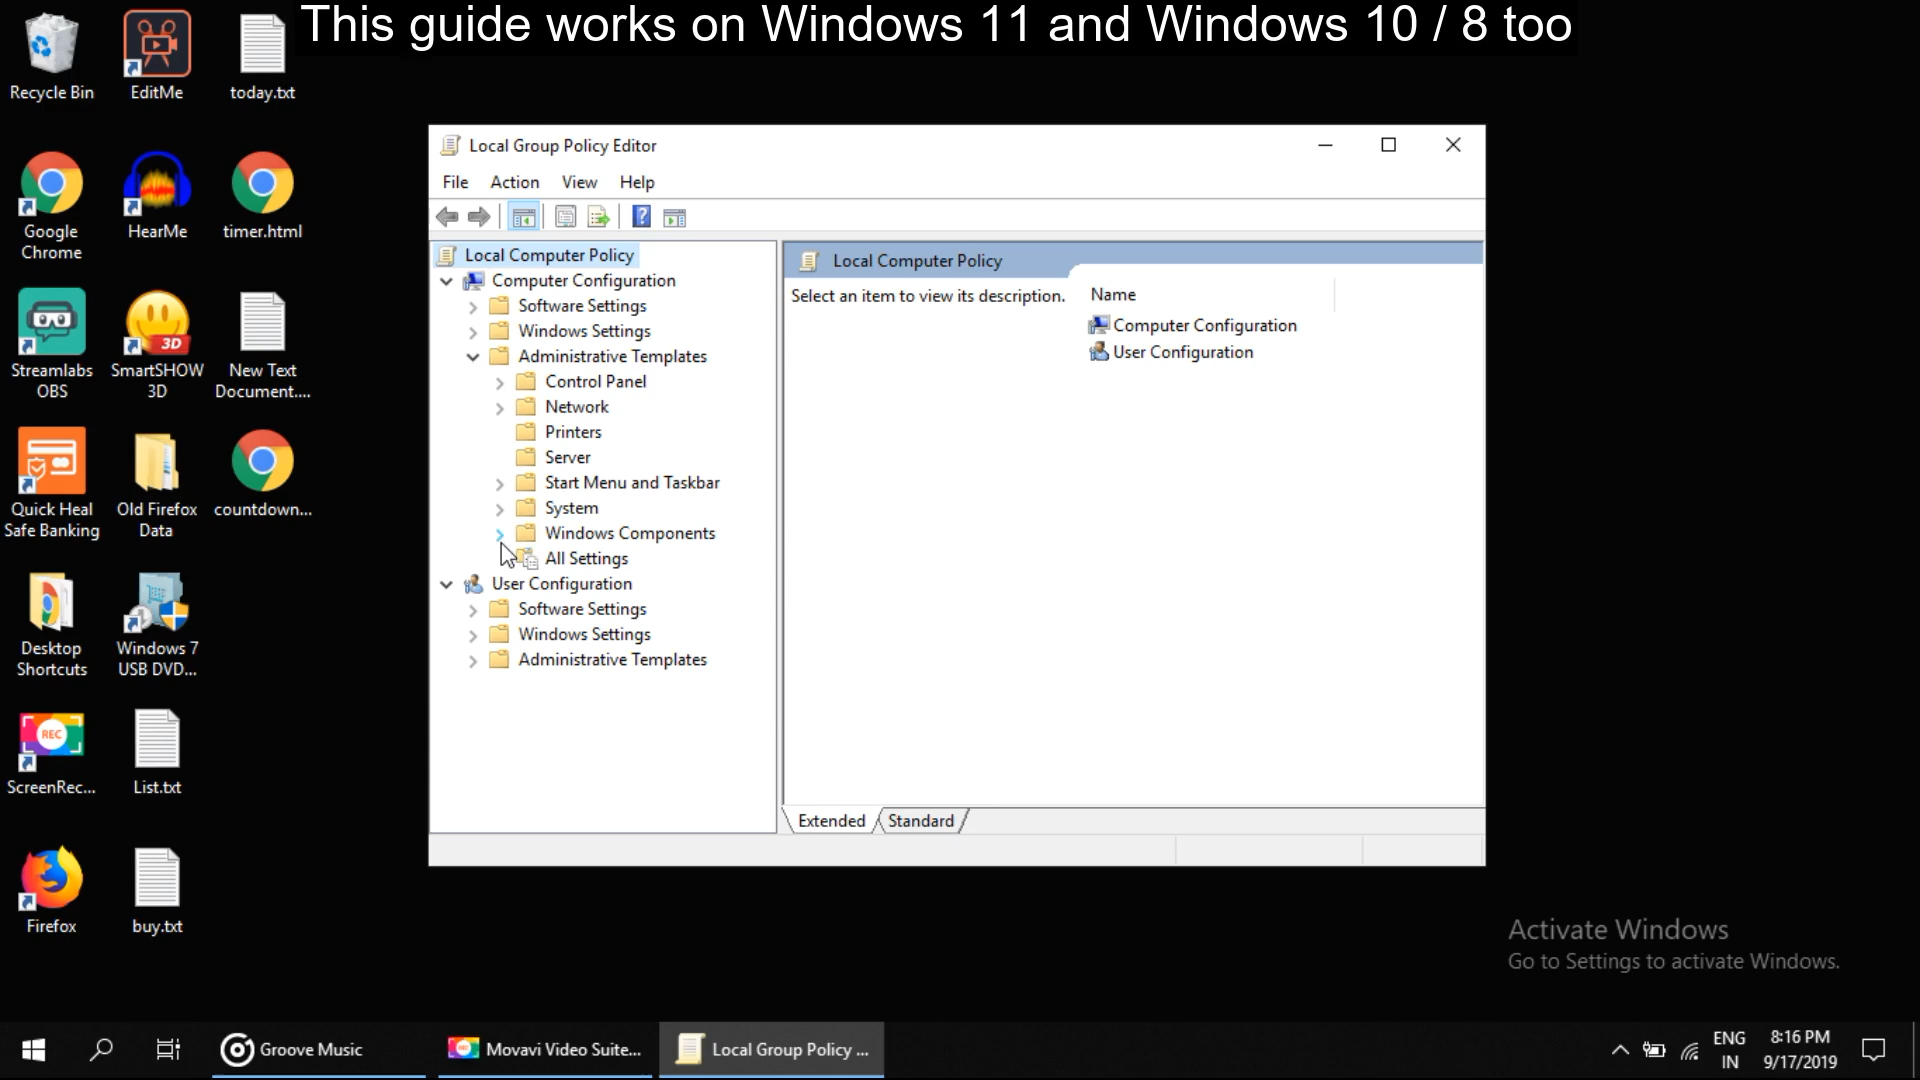 This guide works on Windows 11 and Windows 10 / 8 too
Recycle Bin
EditMe
today.txt
Google
Chrome
HearMe
timer.html
Streamlabs
OBS
SmartSHOW
3D
3D
New Text
Document....
Quick Heal
Safe Banking
Old Firefox
Data
countdown...
Desktop
Shortcuts
Windows 7
USB DVD...
REC
ScreenRec...
List.txt
Firefox
buy.txt
Local Group Policy Editor
File Action View Help
Local Computer Policy
Computer Configuration
Software Settings
Windows Settings
Administrative Templates
Control Panel
Network
Printers
Server
Start Menu and Taskbar
System
Windows Components
All Settings
User Configuration
Software Settings
Windows Settings
Administrative Templates
Local Computer Policy
Select an item to view its description.
Name
Computer Configuration
User Configuration
Extended
Standard
Activate Windows
Go to Settings to activate Windows.
Groove Music
Movavi Video Suite...
Local Group Policy ...
ENG
IN
8:16 PM
9/17/2019